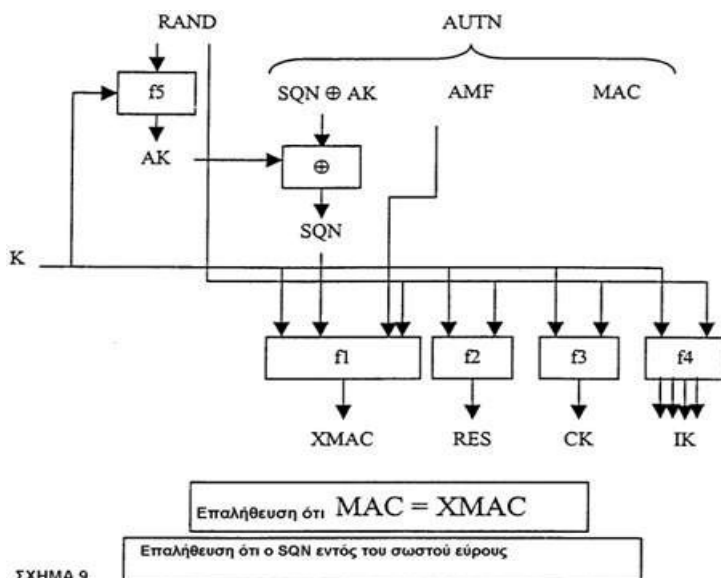 RAND
AUTN
f5
SQN ⊕ AK
AMF
MAC
AK
⊕
SQN
K
f1
f2
f3
f4
XMAC
RES
CK
IK
Επαλήθευση ότι MAC = XMAC
Επαλήθευση ότι ο SQN εντός του σωστού εύρους
ΣΧΗΜΑ 9